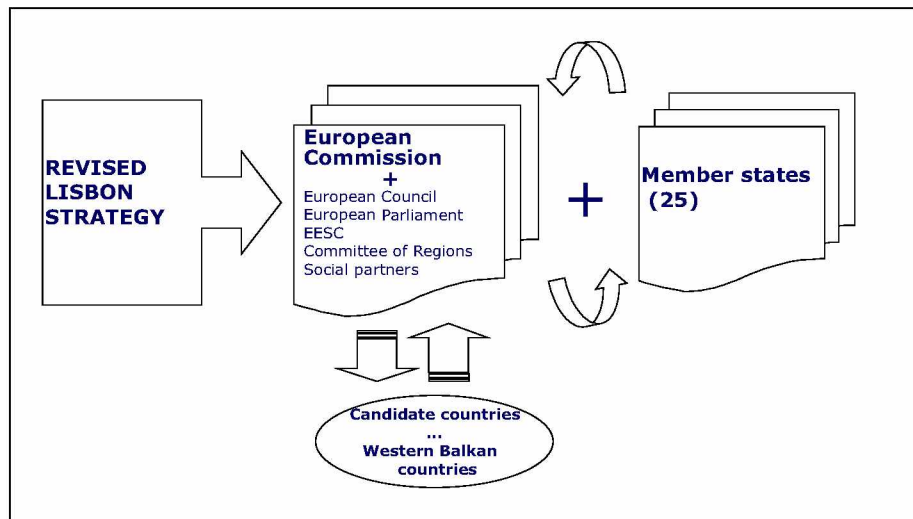 REVISED
LISBON
STRATEGY
European
Commission
+
European Council
European Parliament
EESC
Committee of Regions
Social partners
+
Member states
(25)
Candidate countries
...
Western Balkan
countries